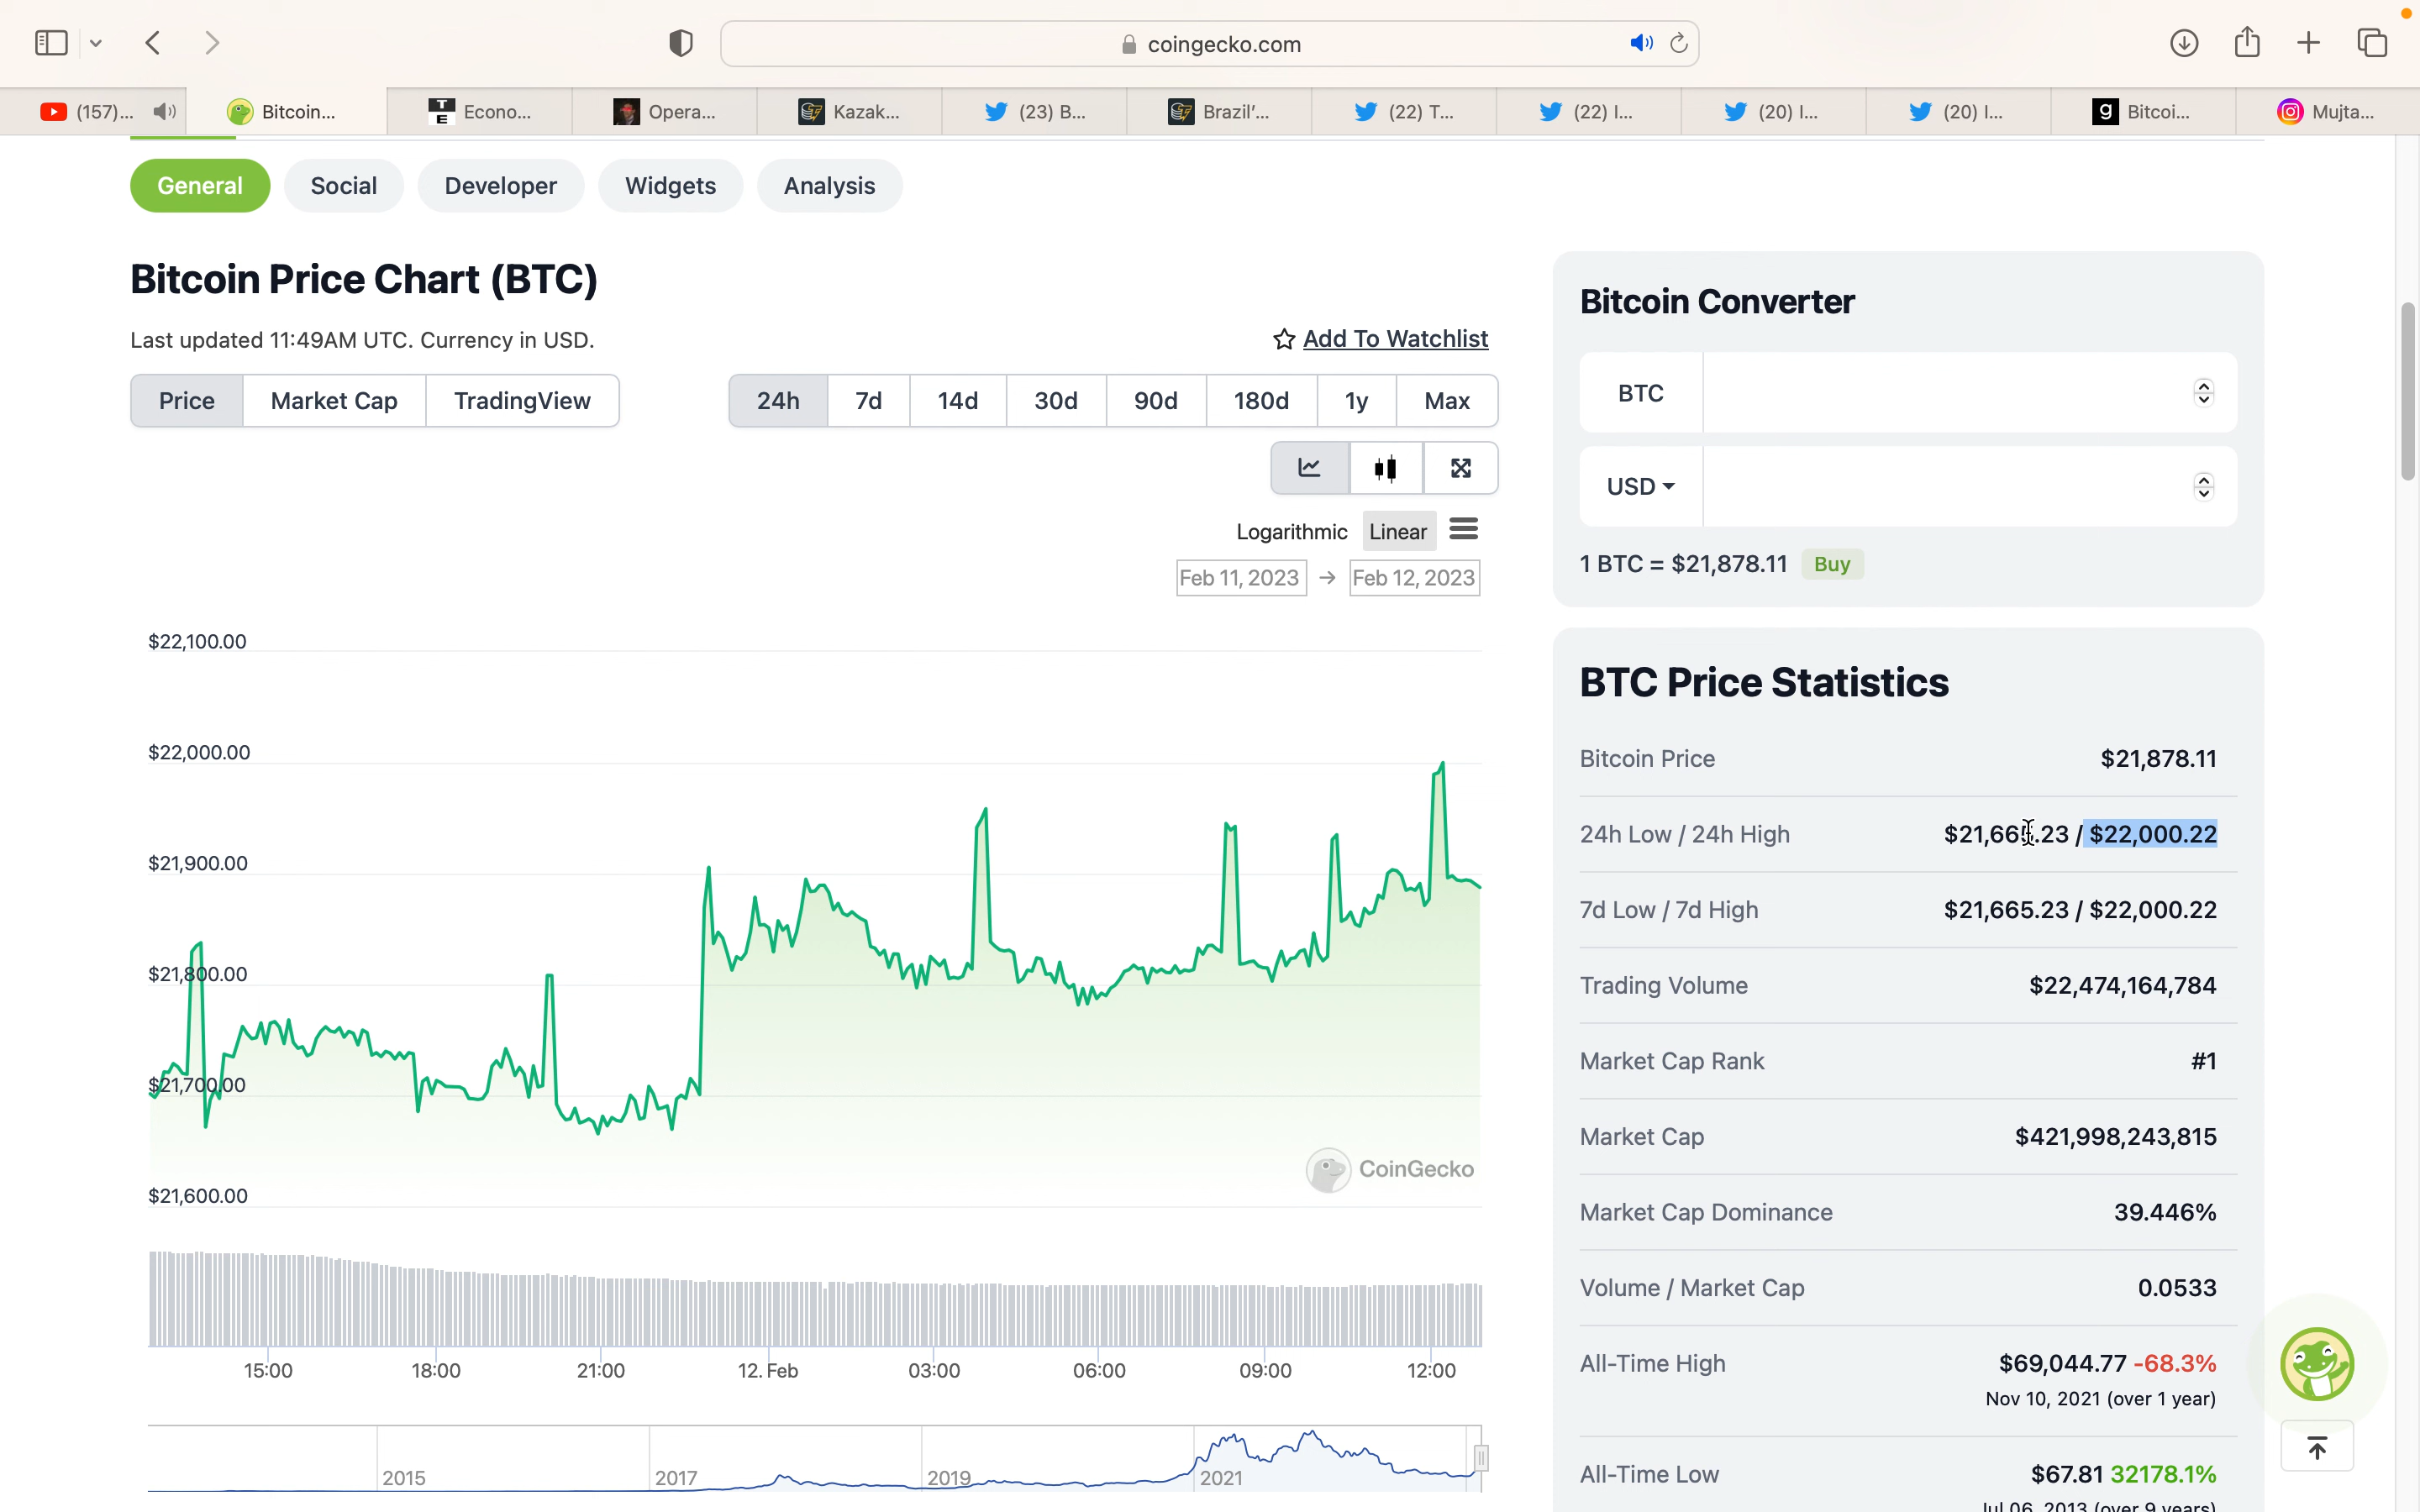 coingecko.com
(157)...
Bitcoin...
Econo...
Opera...
Kazak...
(23) B...
Brazil'...
(22) T...
(22) I...
(20) I...
(20) I...
Bitcoi...
Mujta...
General
Social
Developer
Widgets
Analysis
Bitcoin Price Chart (BTC)
Last updated 11:49AM UTC. Currency in USD.
Add To Watchlist
Price
Market Cap
TradingView
24h
7d
14d
30d
90d
180d
1y
Max
Logarithmic
Linear
Feb 11, 2023 → Feb 12, 2023
$22,100.00
$22,000.00
$21,900.00
$21,800.00
$21,700.00
$21,600.00
CoinGecko
15:00
18:00
21:00
12. Feb
03:00
06:00
09:00
12:00
2015
2017
2019
2021
Bitcoin Converter
BTC
USD
1 BTC = $21,878.11
Buy
BTC Price Statistics
Bitcoin Price $21,878.11
24h Low / 24h High $21,665.23 / $22,000.22
7d Low / 7d High $21,665.23 / $22,000.22
Trading Volume $22,474,164,784
Market Cap Rank #1
Market Cap $421,998,243,815
Market Cap Dominance 39.446%
Volume / Market Cap 0.0533
All-Time High $69,044.77 -68.3%
Nov 10, 2021 (over 1 year)
All-Time Low $67.81 32178.1%
Jul 06, 2013 (over 9 years)